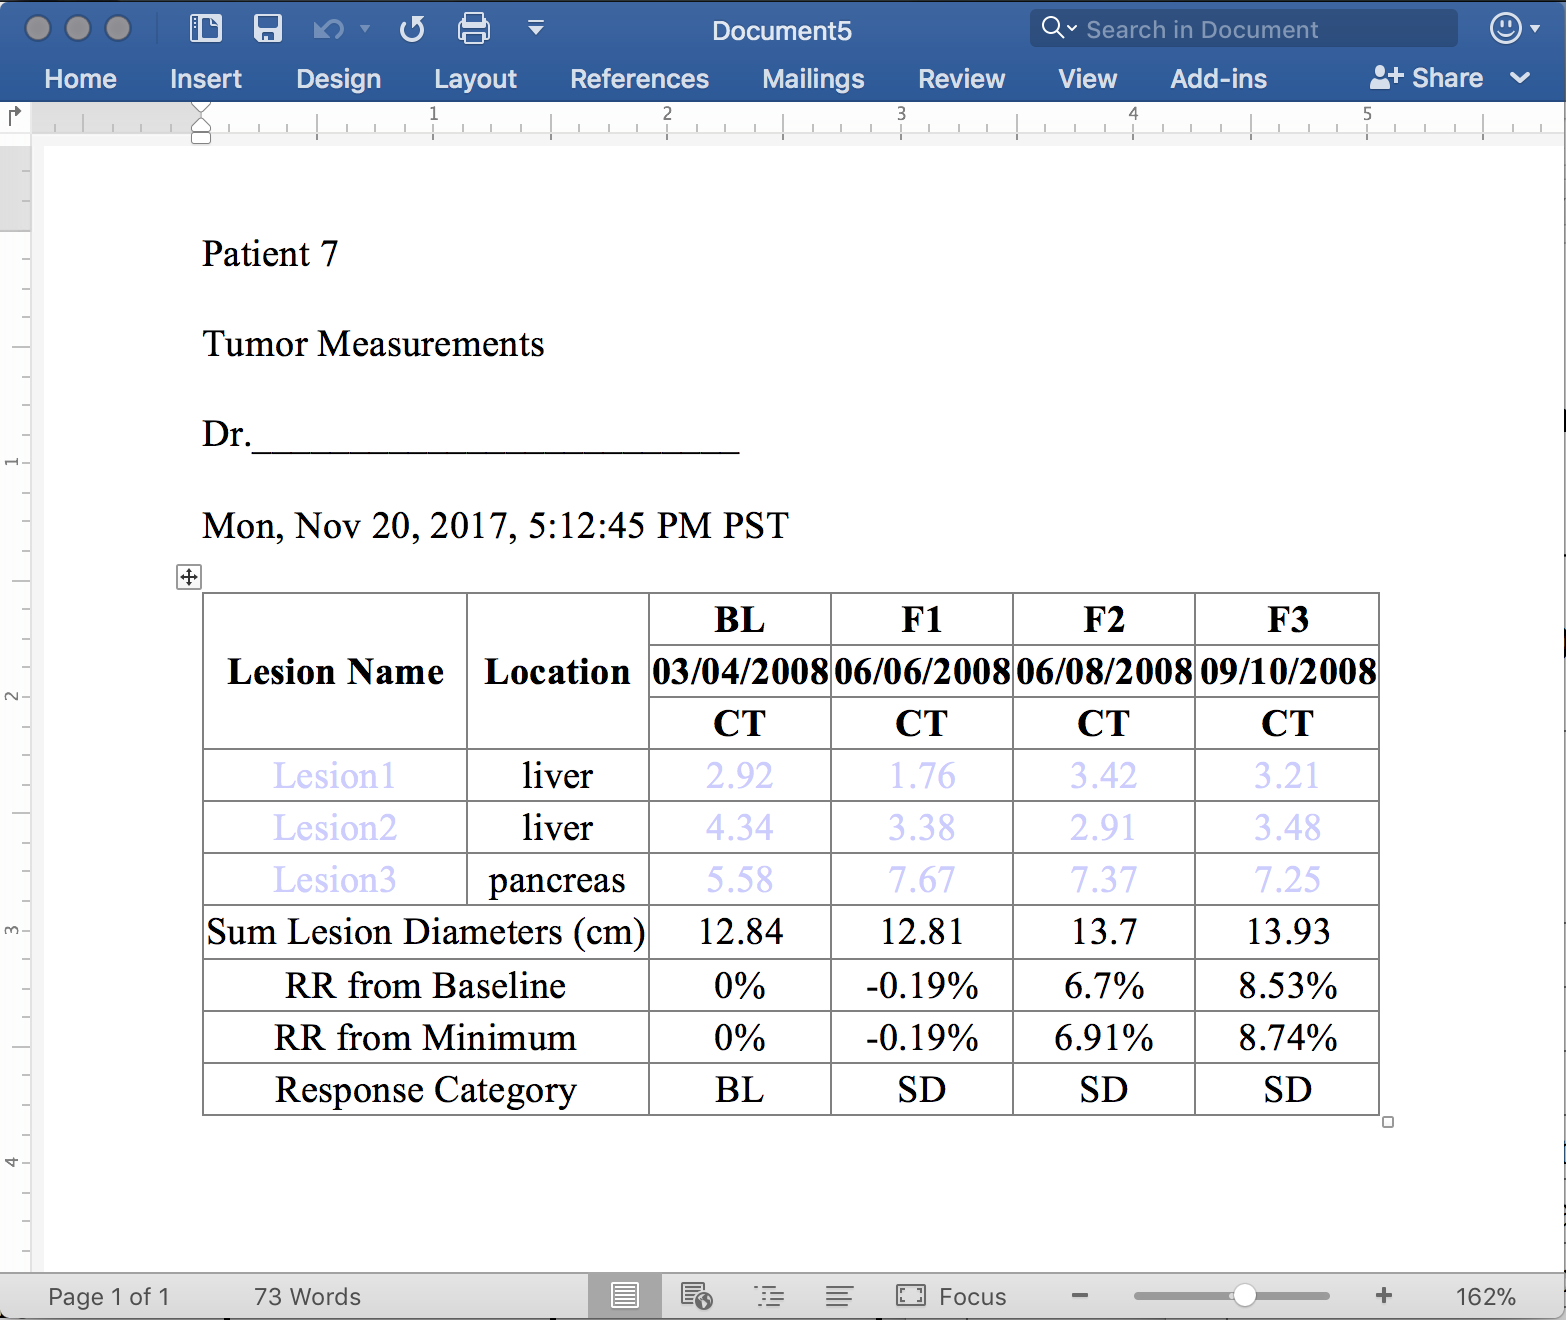 Document5
Search in Document
Home Insert Design Layout References Mailings Review View Add-ins Share
1 2 3 4 5
Patient 7
Tumor Measurements
Dr.
Mon, Nov 20, 2017, 5:12:45 PM PST
Lesion Name Location BL F1 F2 F3
03/04/2008 06/06/2008 06/08/2008 09/10/2008
CT CT CT CT
Lesion1 liver 2.92 1.76 3.42 3.21
Lesion2 liver 4.34 3.38 2.91 3.48
Lesion3 pancreas 5.58 7.67 7.37 7.25
Sum Lesion Diameters (cm) 12.84 12.81 13.7 13.93
RR from Baseline 0% -0.19% 6.7% 8.53%
RR from Minimum 0% -0.19% 6.91% 8.74%
Response Category BL SD SD SD
1
2
3
4
Page 1 of 1 73 Words Focus 162%